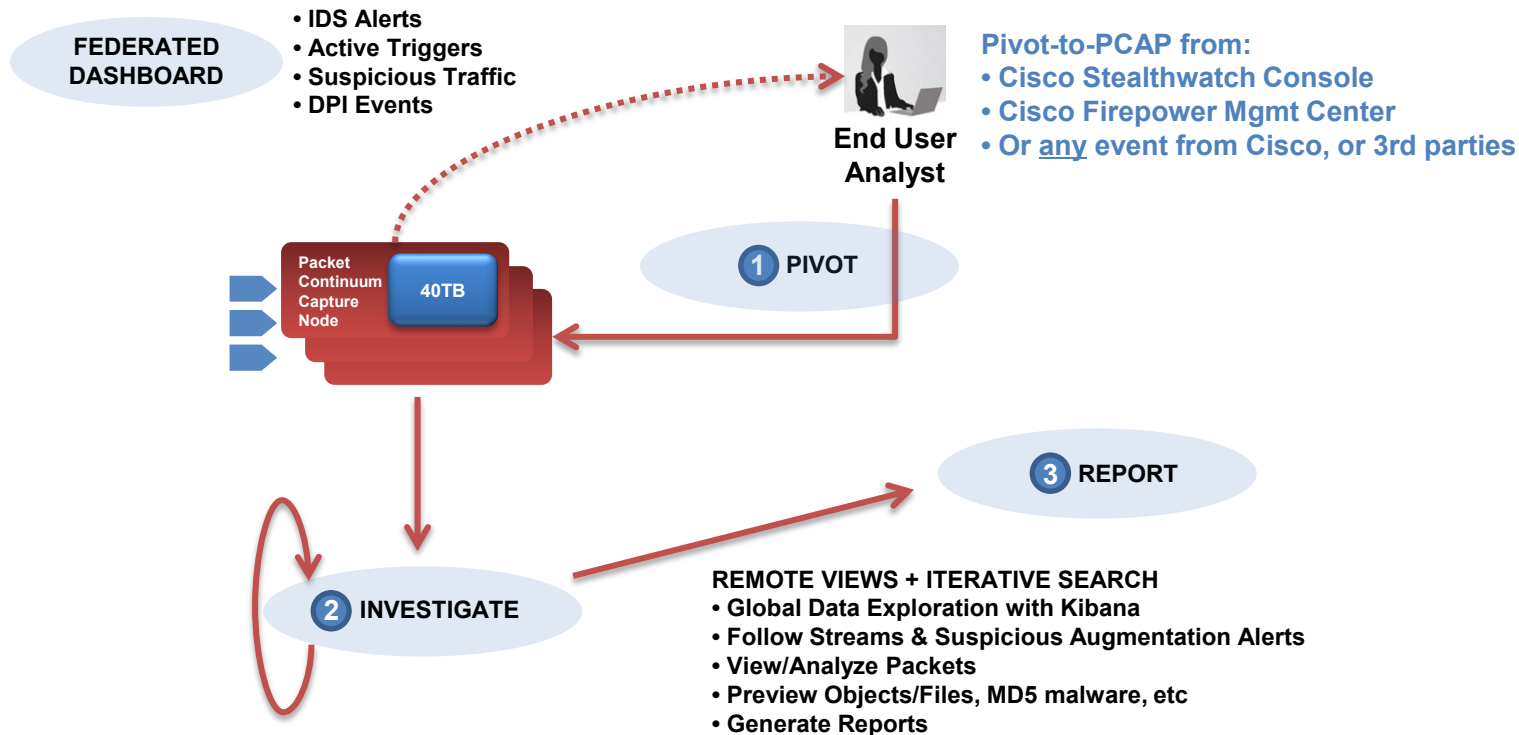 FEDERATED
DASHBOARD
• IDS Alerts
• Active Triggers
• Suspicious Traffic
• DPI Events
End User
Analyst
Pivot-to-PCAP from:
• Cisco Stealthwatch Console
• Cisco Firepower Mgmt Center
• Or any event from Cisco, or 3rd parties
Packet
Continuum
Capture
Node
40TB
1 PIVOT
2 INVESTIGATE
3 REPORT
REMOTE VIEWS + ITERATIVE SEARCH
• Global Data Exploration with Kibana
• Follow Streams & Suspicious Augmentation Alerts
• View/Analyze Packets
• Preview Objects/Files, MD5 malware, etc
• Generate Reports